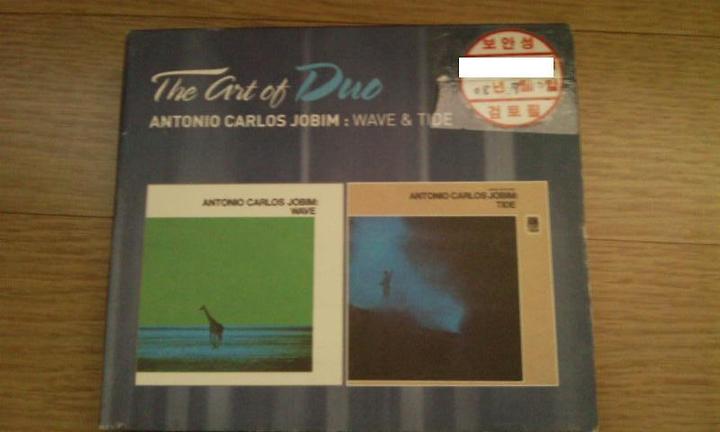 The Art of Duo
ANTONIO CARLOS JOBIM : WAVE & TIDE
보안성
검토필
ANTONIO CARLOS JOBIM:
WAVE
ANTONIO CARLOS JOBIM:
TIDE